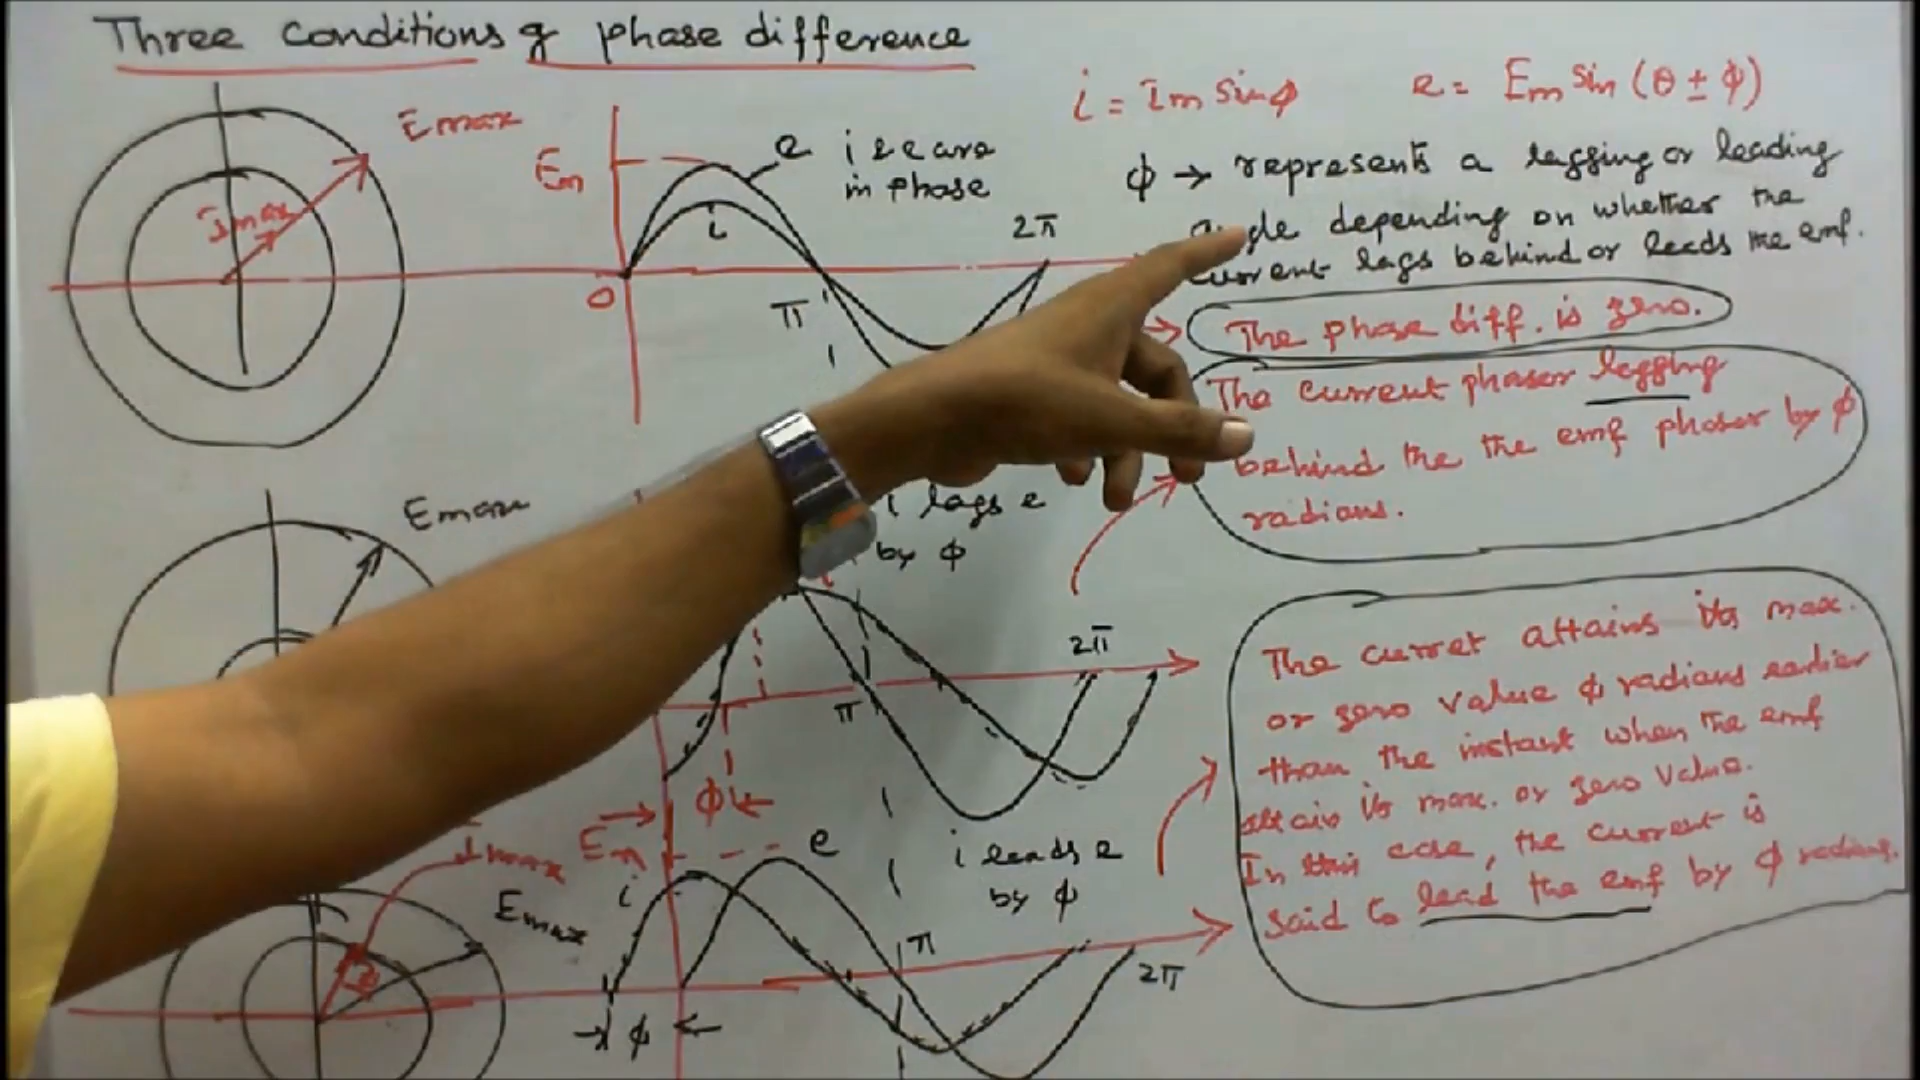 Three conditions of phase difference
i = Im sinϕ
e = Em sin (θ ± ϕ)
Emax
Imax
Em
e
i & e are
in phase
i
0
π
2π
ϕ → represents a lagging or leading
depending on whether the
current lags behind or leads the emf.
The phase diff. is zero.
The current phasor lagging
behind the the emf phasor by ϕ
radians.
Emax
i lags e
by ϕ
π
2π
ϕ
The curret attains its max.
or zero value ϕ radians earlier
than the instant when the emf
attain its max. or zero value.
In this case, the current is
said to lead the emf by ϕ radians.
Imax
Emax
Em
i
e
i leads e
by ϕ
π
2π
ϕ